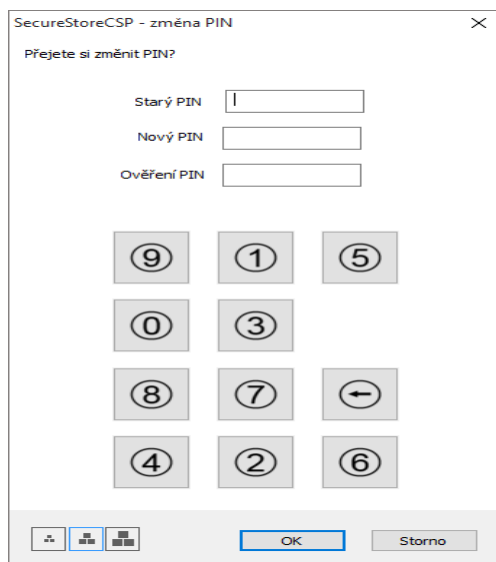 SecureStoreCSP - změna PIN
Přejete si změnit PIN?
Starý PIN
Nový PIN
Ověření PIN
9 1 5
0 3
8 7 ←
4 2 6
OK Storno